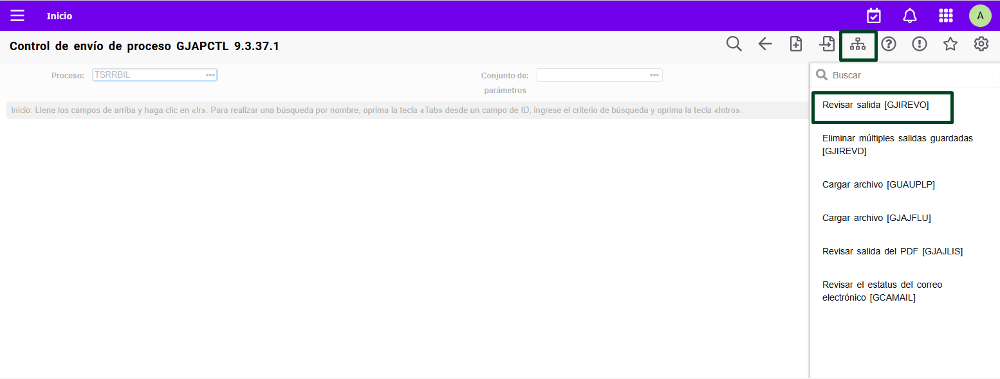 Inicio
A
Control de envío de proceso GJAPCTL 9.3.37.1
Proceso: TSRRBIL
Conjunto de:
parámetros
Inicio: Llene los campos de arriba y haga clic en «Ir». Para realizar una búsqueda por nombre, oprima la tecla «Tab» desde un campo de ID, ingrese el criterio de búsqueda y oprima la tecla «Intro».
Buscar
Revisar salida [GJIREVO]
Eliminar múltiples salidas guardadas
[GJIREVD]
Cargar archivo [GUAUPLP]
Cargar archivo [GJAJFLU]
Revisar salida del PDF [GJAJLIS]
Revisar el estatus del correo
electrónico [GCAMAIL]